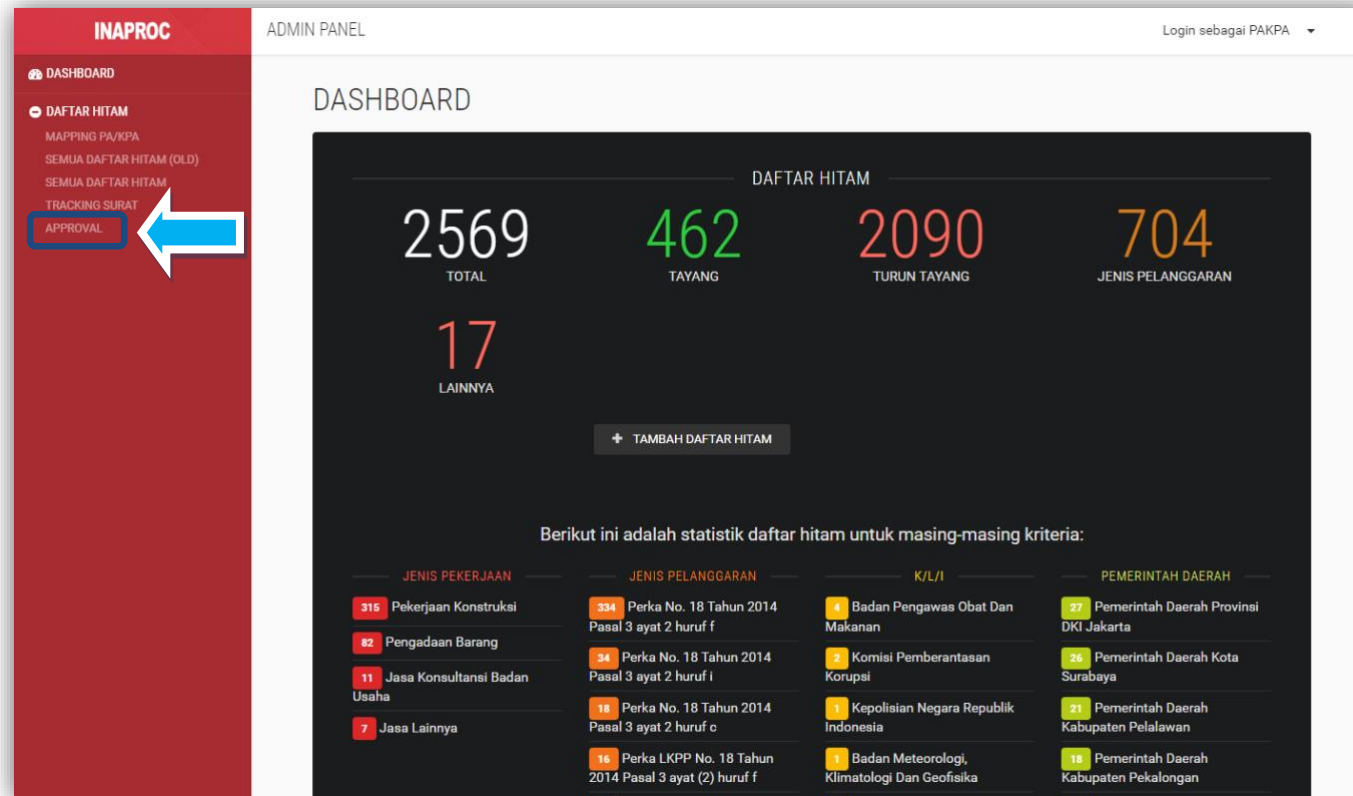 INAPROC
ADMIN PANEL
Login sebagai PAKPA
DASHBOARD
DAFTAR HITAM
MAPPING PA/KPA
SEMUA DAFTAR HITAM (OLD)
SEMUA DAFTAR HITAM
TRACKING SURAT
APPROVAL
DASHBOARD
DAFTAR HITAM
2569
TOTAL
462
TAYANG
2090
TURUN TAYANG
704
JENIS PELANGGARAN
17
LAINNYA
+ TAMBAH DAFTAR HITAM
Berikut ini adalah statistik daftar hitam untuk masing-masing kriteria:
JENIS PEKERJAAN
315 Pekerjaan Konstruksi
82 Pengadaan Barang
11 Jasa Konsultansi Badan
Usaha
7 Jasa Lainnya
JENIS PELANGGARAN
334 Perka No. 18 Tahun 2014
Pasal 3 ayat 2 huruf f
34 Perka No. 18 Tahun 2014
Pasal 3 ayat 2 huruf i
18 Perka No. 18 Tahun 2014
Pasal 3 ayat 2 huruf c
16 Perka LKPP No. 18 Tahun
2014 Pasal 3 ayat (2) huruf f
K/L/I
4 Badan Pengawas Obat Dan
Makanan
2 Komisi Pemberantasan
Korupsi
1 Kepolisian Negara Republik
Indonesia
1 Badan Meteorologi,
Klimatologi Dan Geofisika
PEMERINTAH DAERAH
27 Pemerintah Daerah Provinsi
DKI Jakarta
26 Pemerintah Daerah Kota
Surabaya
21 Pemerintah Daerah
Kabupaten Pelalawan
18 Pemerintah Daerah
Kabupaten Pekalongan